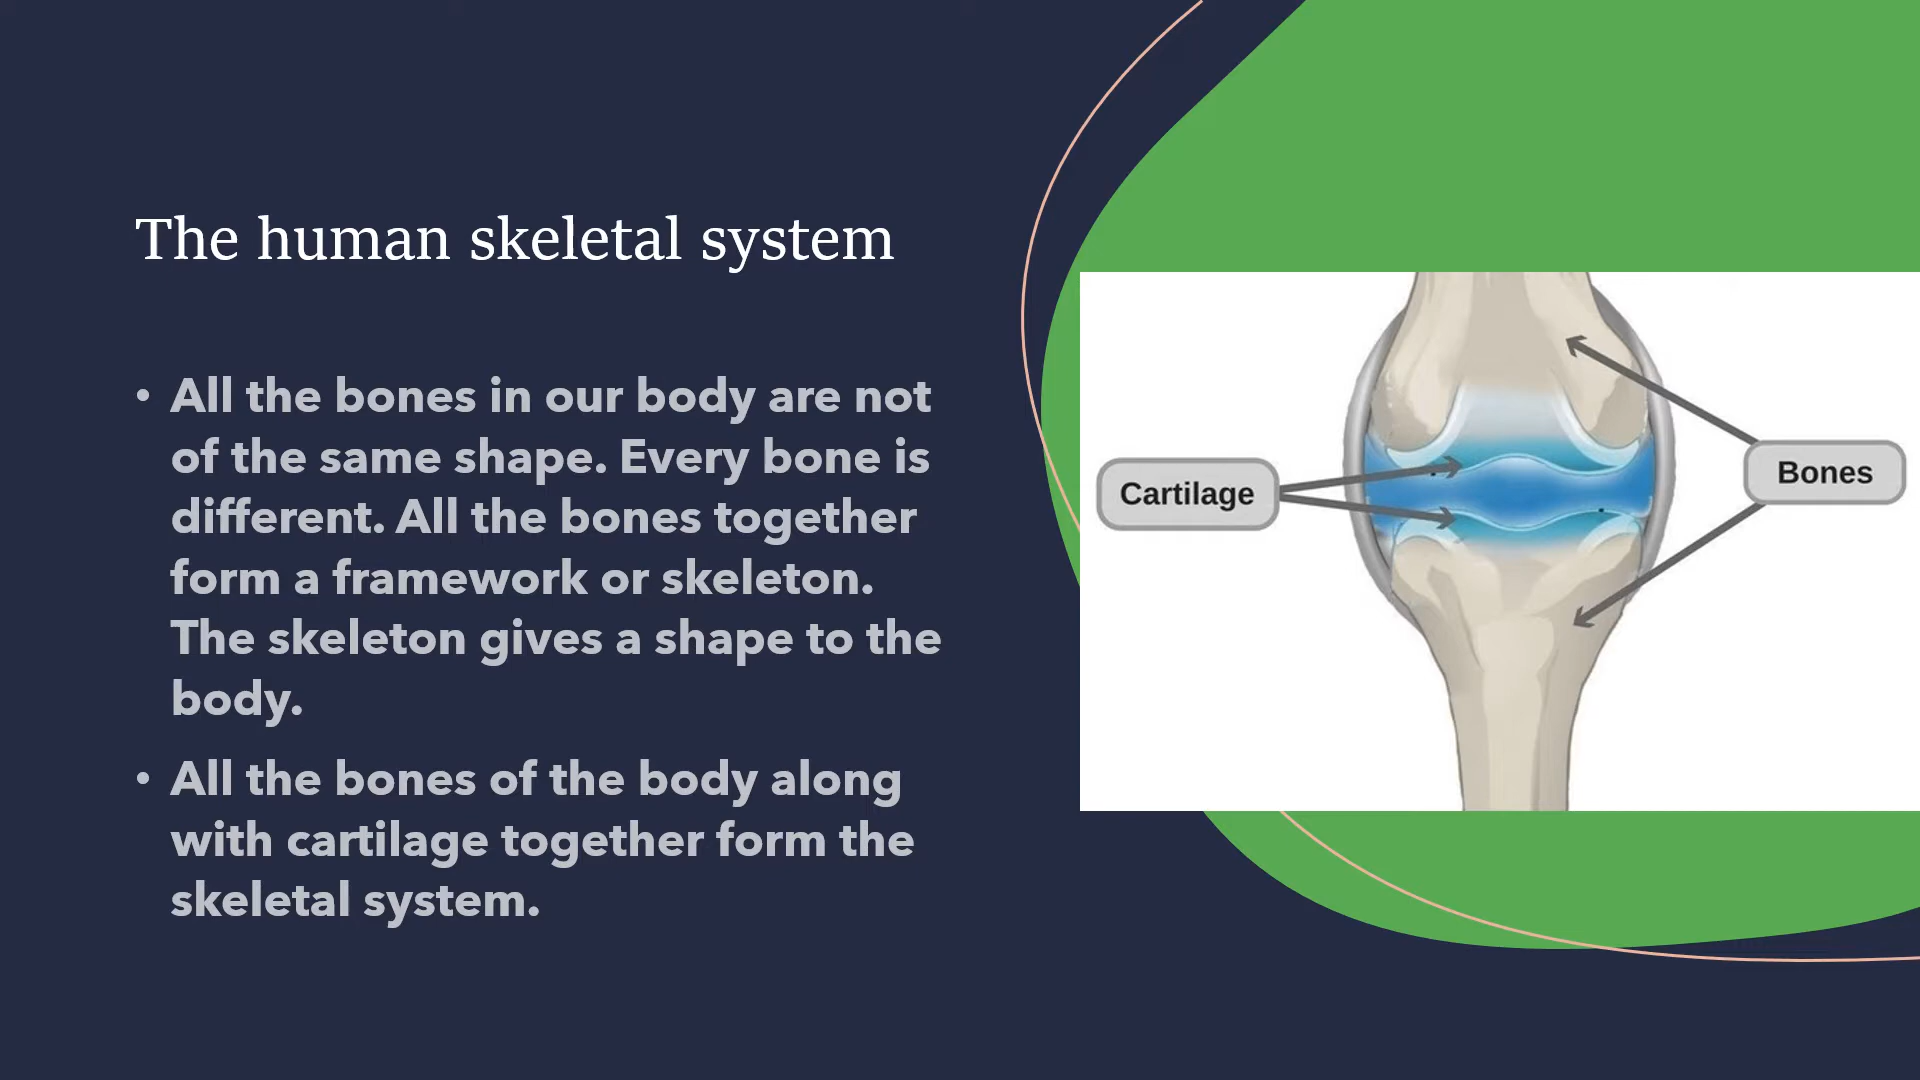 The human skeletal system
• All the bones in our body are not
of the same shape. Every bone is
different. All the bones together
form a framework or skeleton.
The skeleton gives a shape to the
body.
• All the bones of the body along
with cartilage together form the
skeletal system.
Cartilage
Bones